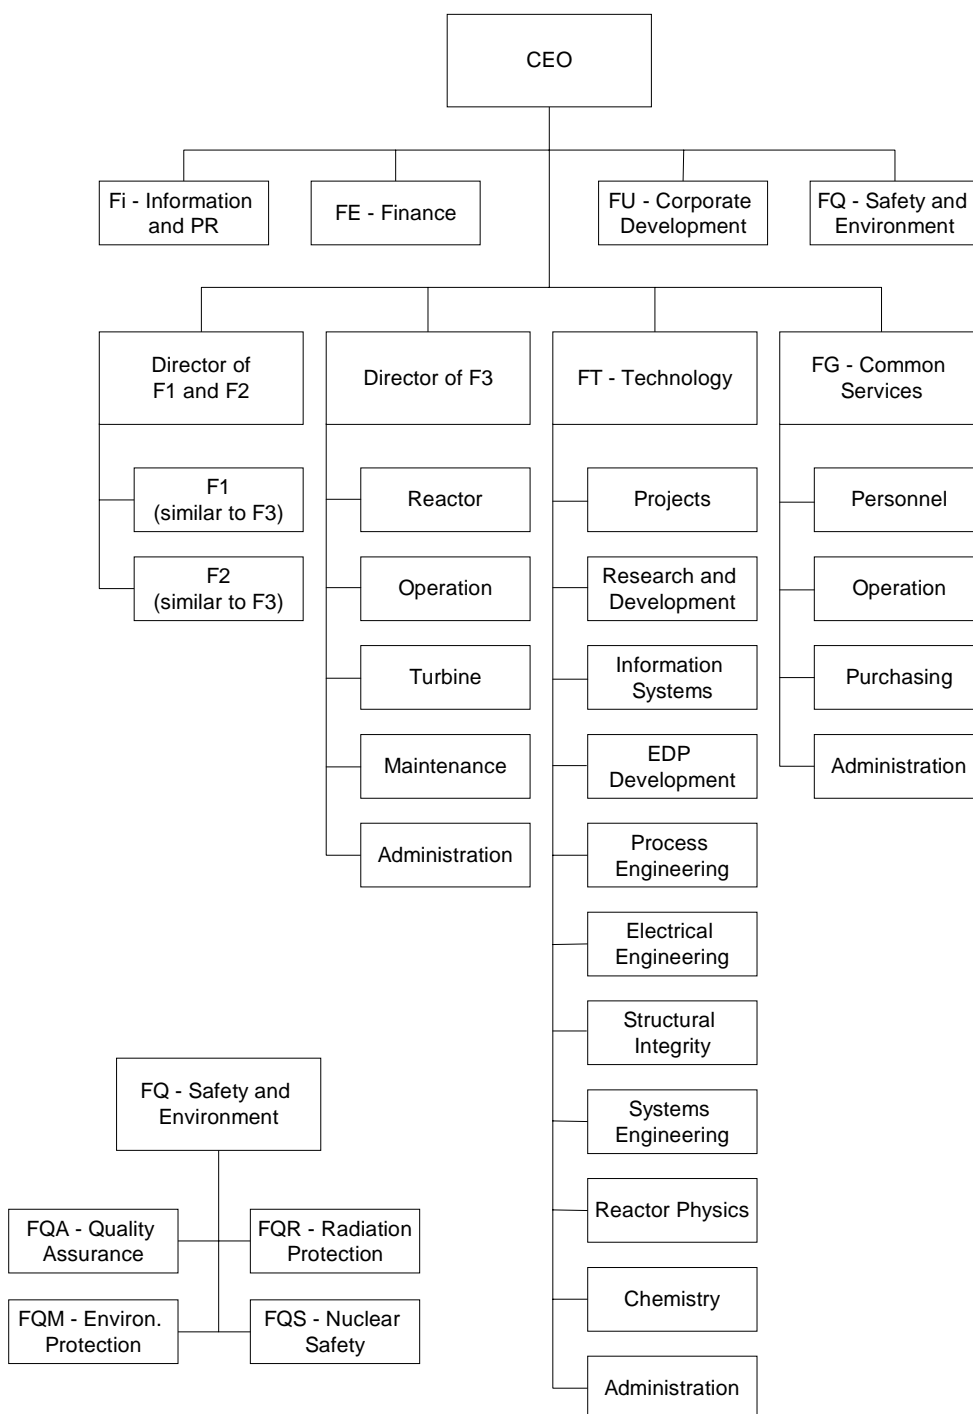 CEO
Fi - Information
and PR
FE - Finance
FU - Corporate
Development
FQ - Safety and
Environment
Director of
F1 and F2
Director of F3
FT - Technology
FG - Common
Services
F1
(similar to F3)
F2
(similar to F3)
Reactor
Operation
Turbine
Maintenance
Administration
Projects
Research and
Development
Information
Systems
EDP
Development
Process
Engineering
Electrical
Engineering
Structural
Integrity
Systems
Engineering
Reactor Physics
Chemistry
Administration
Personnel
Operation
Purchasing
Administration
FQ - Safety and
Environment
FQA - Quality
Assurance
FQR - Radiation
Protection
FQM - Environ.
Protection
FQS - Nuclear
Safety